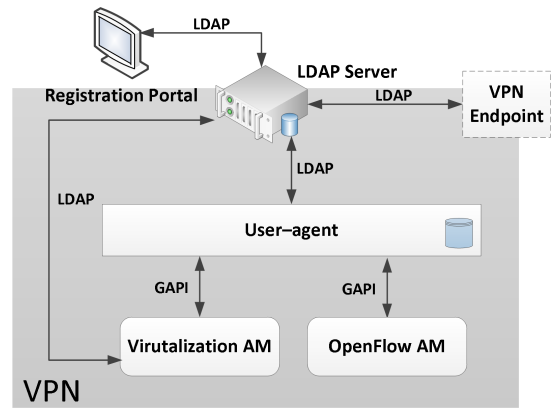 LDAP
LDAP Server
Registration Portal
LDAP
VPN
Endpoint
LDAP
LDAP
User–agent
GAPI
GAPI
Virutalization AM
OpenFlow AM
VPN